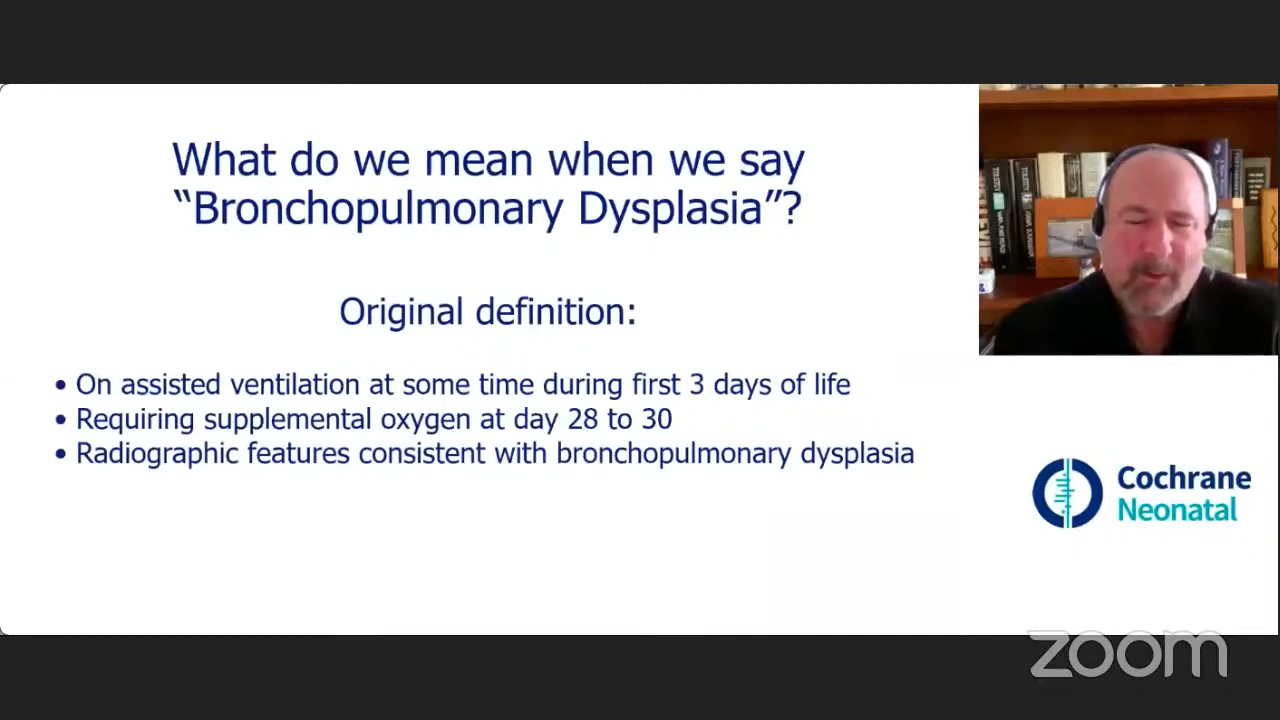 What do we mean when we say
“Bronchopulmonary Dysplasia”?
Original definition:
• On assisted ventilation at some time during first 3 days of life
• Requiring supplemental oxygen at day 28 to 30
• Radiographic features consistent with bronchopulmonary dysplasia
Cochrane
Neonatal
zoom